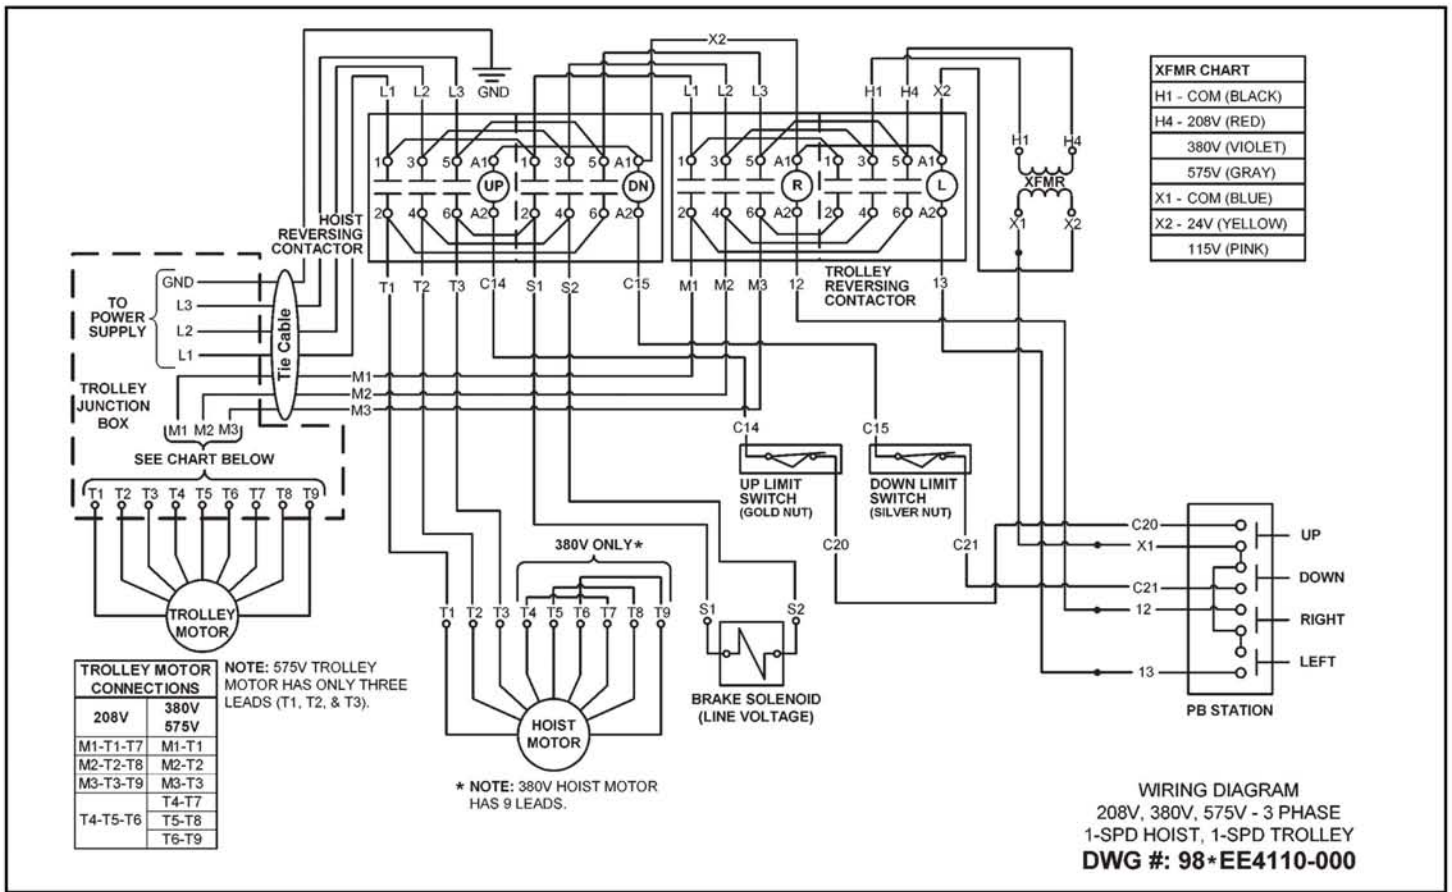 X2
L1 L2 L3 GND
L1 L2 L3 H1 H4 X2
XFMR CHART
H1 - COM (BLACK)
H4 - 208V (RED)
380V (VIOLET)
575V (GRAY)
X1 - COM (BLUE)
X2 - 24V (YELLOW)
115V (PINK)
H1 H4
XFMR
X1 X2
1 3 5 A1 1 3 5 A1
UP DN
2 4 6 A2 2 4 6 A2
1 3 5 A1 1 3 5 A1
R L
2 4 6 A2 2 4 6 A2
HOIST
REVERSING
CONTACTOR
TROLLEY
REVERSING
CONTACTOR
T1 T2 T3 C14 S1 S2 C15
M1 M2 M3 12 13
TO
POWER
SUPPLY
GND
L3
L2
L1
Tie Cable
M1
M2
M3
TROLLEY
JUNCTION
BOX
M1 M2 M3
SEE CHART BELOW
T1 T2 T3 T4 T5 T6 T7 T8 T9
TROLLEY
MOTOR
C14 C15
UP LIMIT
SWITCH
(GOLD NUT)
DOWN LIMIT
SWITCH
(SILVER NUT)
C20 C21
380V ONLY*
T1 T2 T3 T4 T5 T6 T7 T8 T9
HOIST
MOTOR
* NOTE: 380V HOIST MOTOR
HAS 9 LEADS.
S1 S2
BRAKE SOLENOID
(LINE VOLTAGE)
C20
X1
C21
12
13
UP
DOWN
RIGHT
LEFT
PB STATION
TROLLEY MOTOR
CONNECTIONS
208V
380V
575V
M1-T1-T7 M1-T1
M2-T2-T8 M2-T2
M3-T3-T9 M3-T3
T4-T5-T6
T4-T7
T5-T8
T6-T9
NOTE: 575V TROLLEY
MOTOR HAS ONLY THREE
LEADS (T1, T2, & T3).
WIRING DIAGRAM
208V, 380V, 575V - 3 PHASE
1-SPD HOIST, 1-SPD TROLLEY
DWG #: 98*EE4110-000